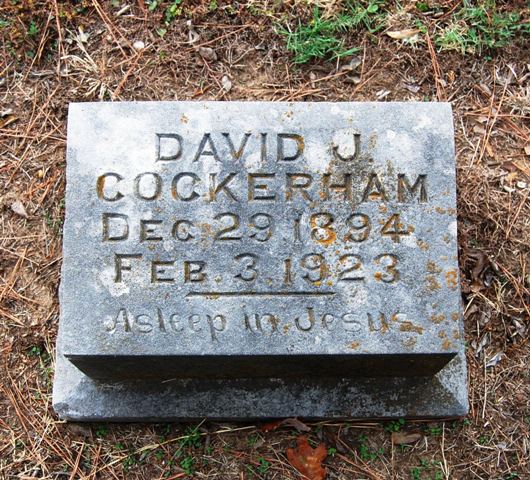 DAVID J.
COCKERHAM
DEC. 29 1894
FEB. 3. 1923
Asleep in Jesus